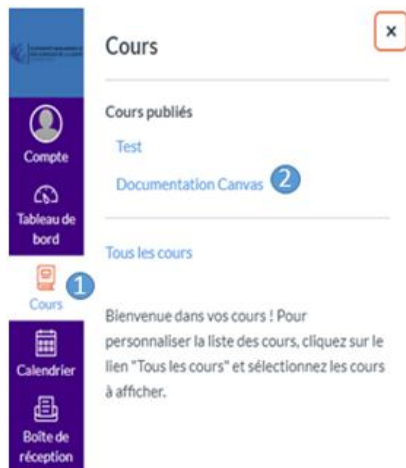 Compte
Tableau de
bord
1
Cours
Calendrier
Boîte de
réception
Cours
x
Cours publiés
Test
Documentation Canvas 2
Tous les cours
Bienvenue dans vos cours ! Pour
personnaliser la liste des cours, cliquez sur le
lien "Tous les cours" et sélectionnez les cours
à afficher.